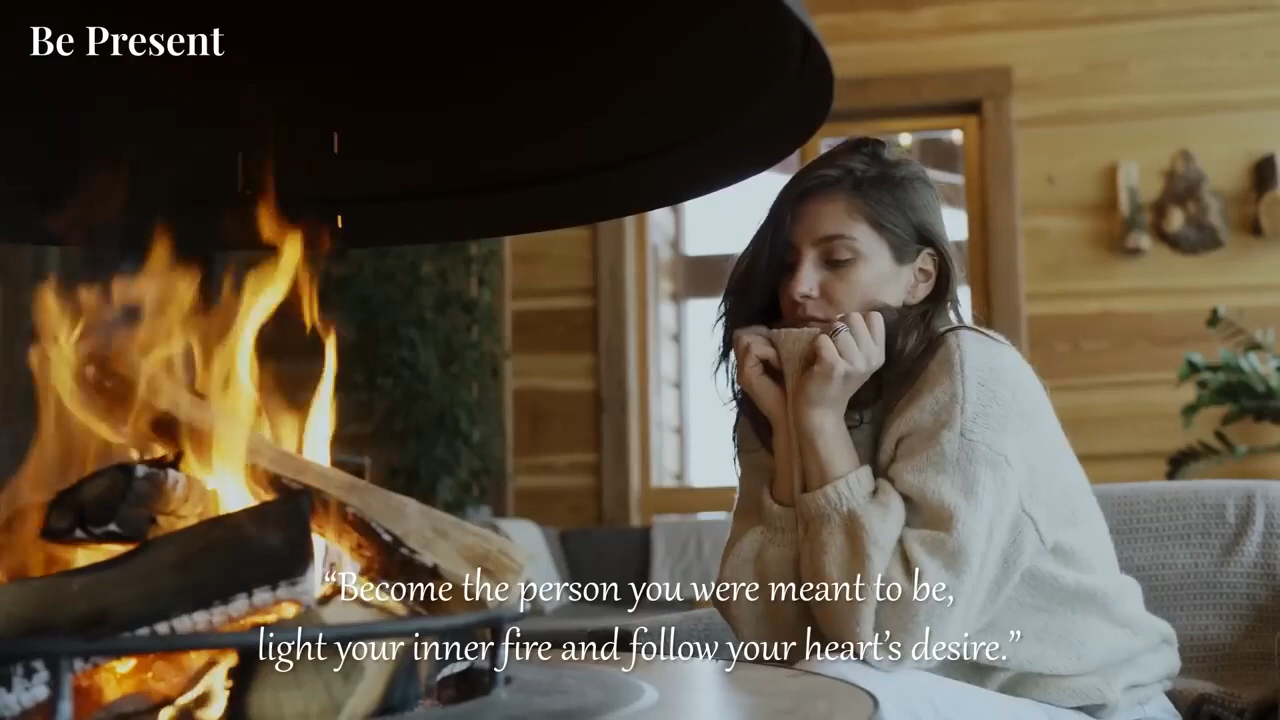 Be Present
“Become the person you were meant to be,
light your inner fire and follow your heart’s desire.”